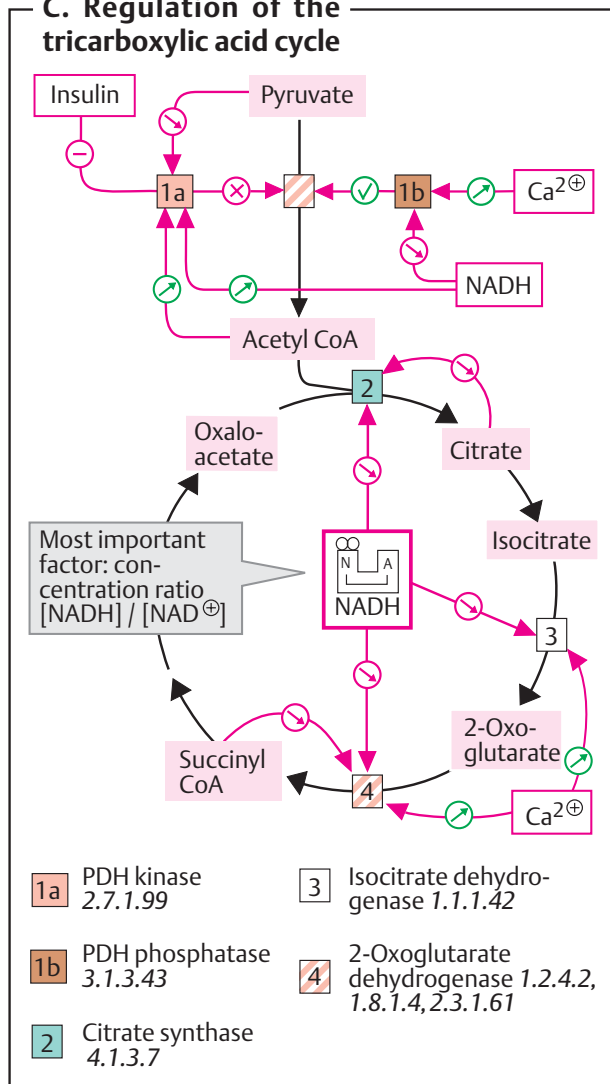 C. Regulation of the
tricarboxylic acid cycle
Insulin
Pyruvate
1a
1b
Ca²⊕
NADH
Acetyl CoA
2
Oxalo-
acetate
Citrate
Isocitrate
Most important
factor: con-
centration ratio
[NADH] / [NAD⊕]
N A
NADH
3
2-Oxo-
glutarate
Succinyl
CoA
4
Ca²⊕
1a PDH kinase
2.7.1.99
1b PDH phosphatase
3.1.3.43
2 Citrate synthase
4.1.3.7
3 Isocitrate dehydro-
genase 1.1.1.42
4 2-Oxoglutarate
dehydrogenase 1.2.4.2,
1.8.1.4, 2.3.1.61